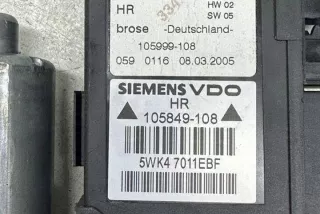 HW 02
HR SW 05
334
brose -Deutschland-
105999-108
059 0116 08.03.2005
SIEMENS VDO
HR
105849-108
5WK4 7011EBF